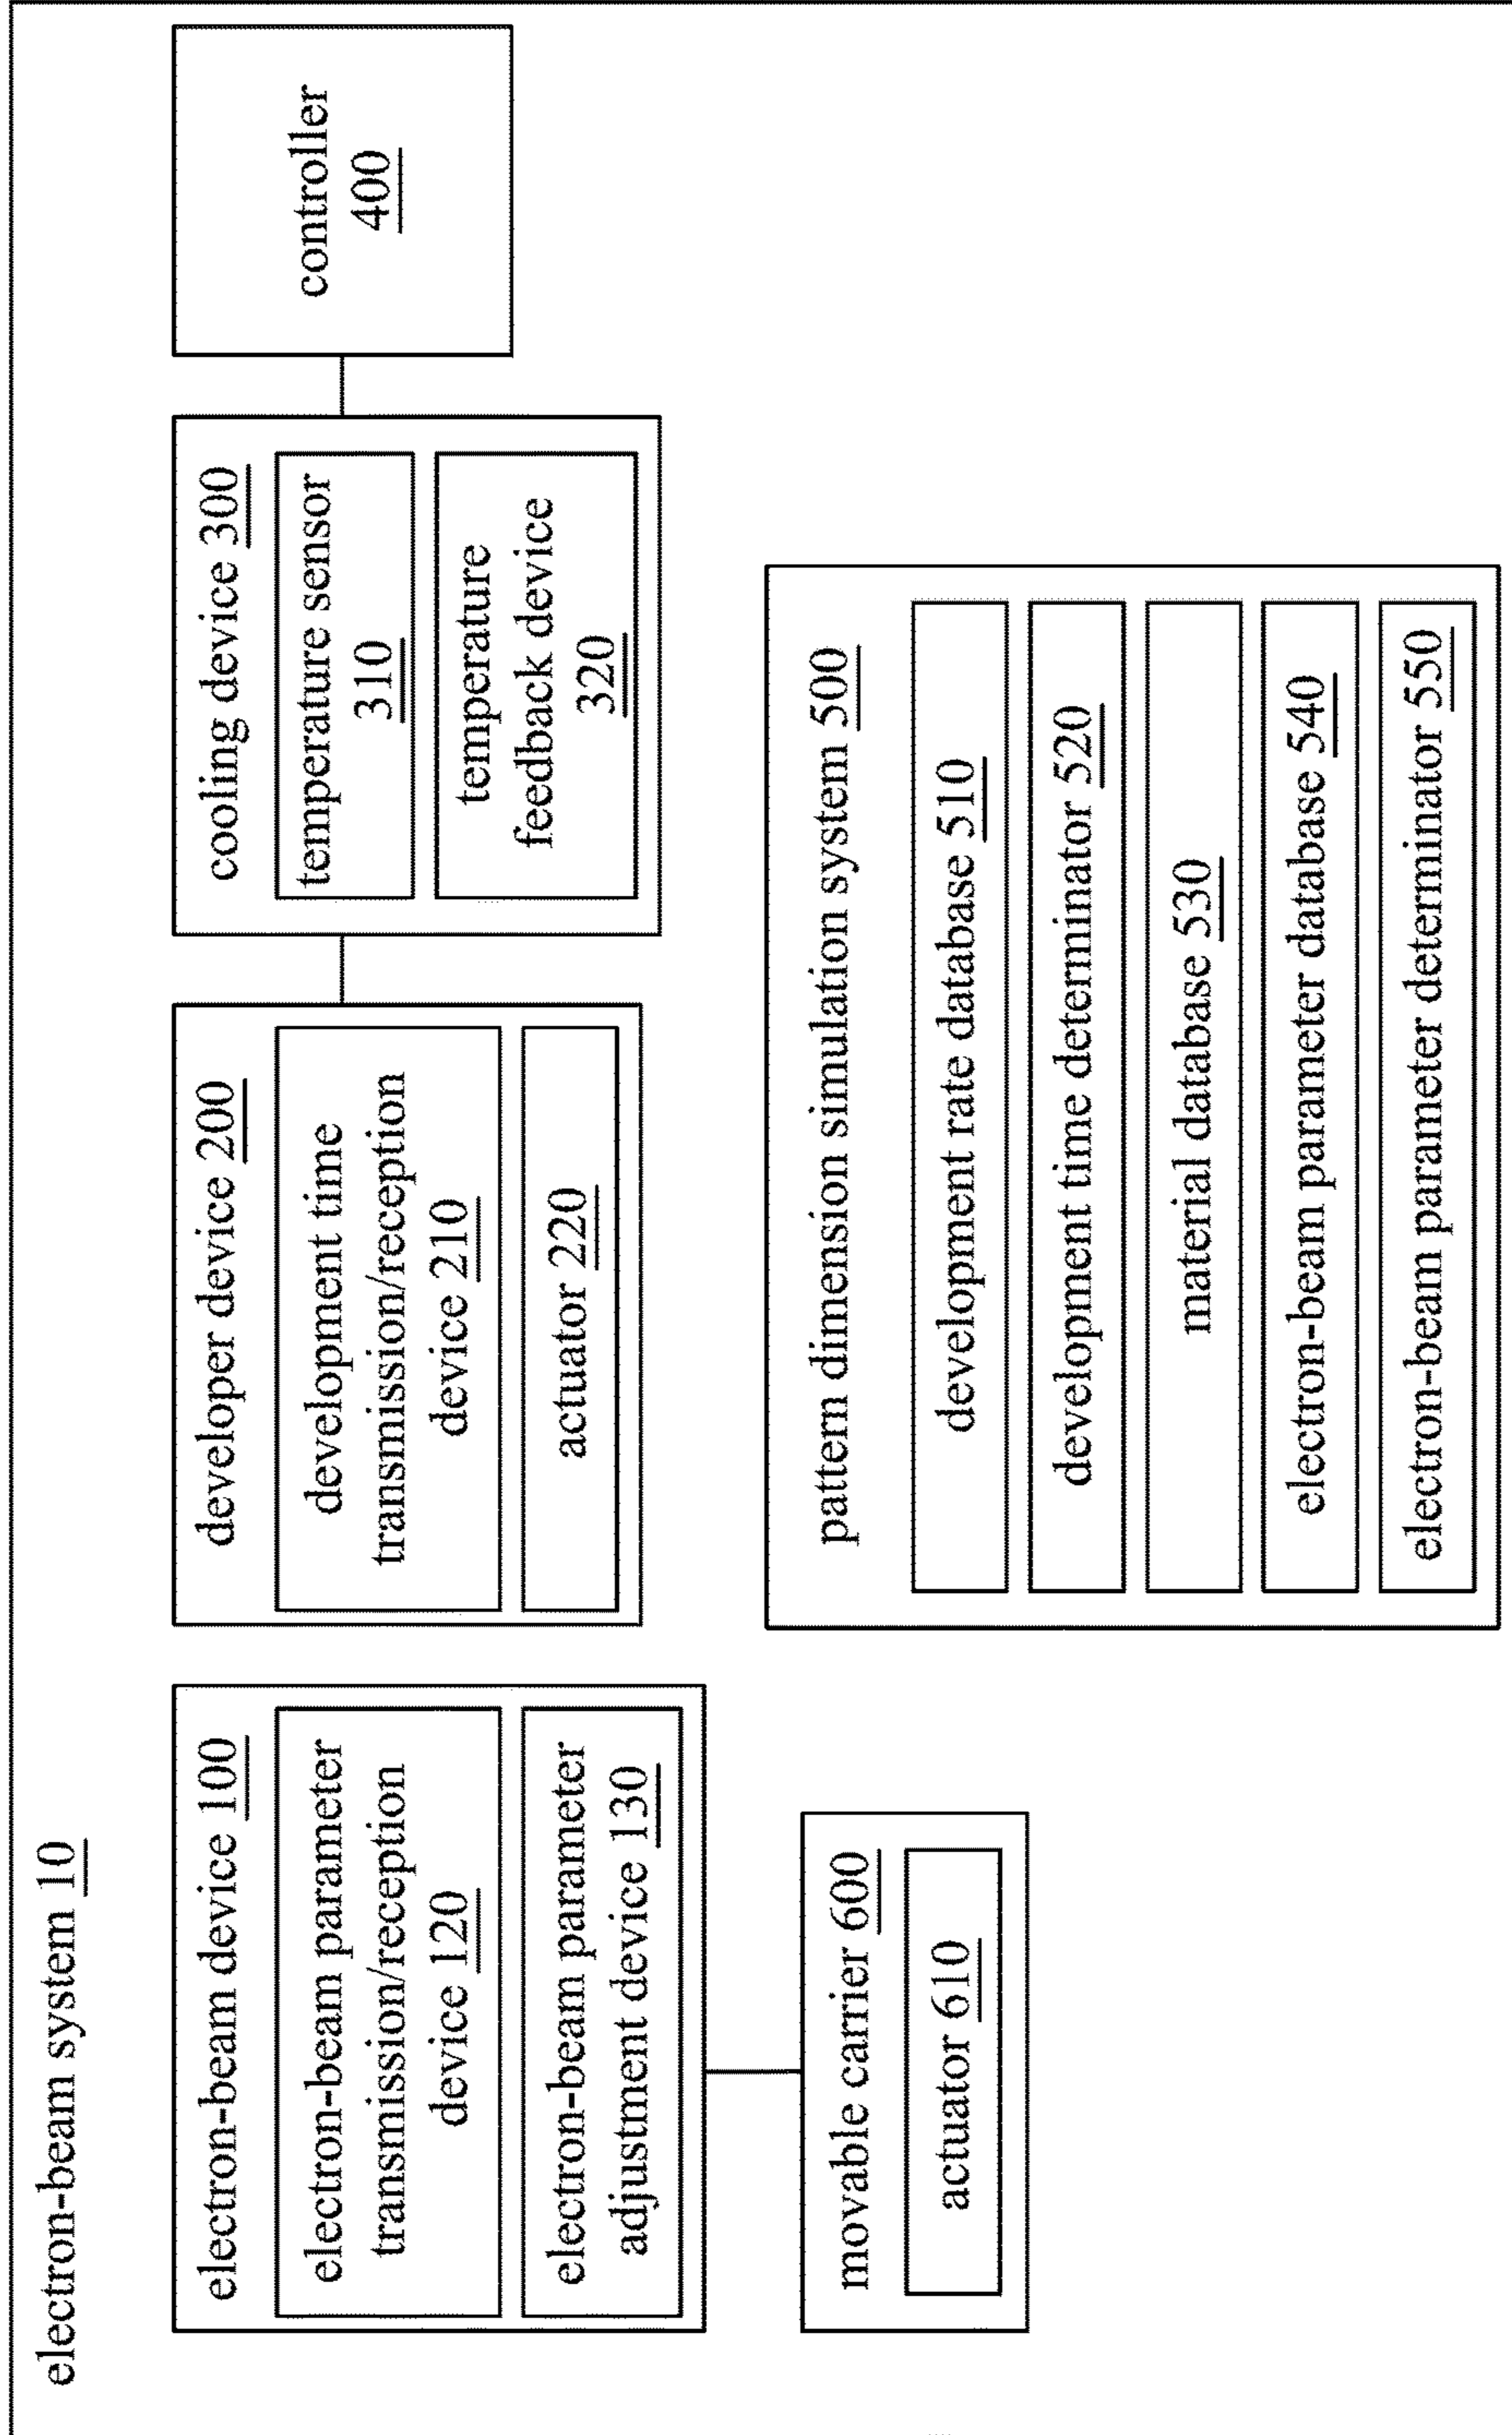 electron-beam system 10
electron-beam device 100
electron-beam parameter
transmission/reception
device 120
electron-beam parameter
adjustment device 130
movable carrier 600
actuator 610
developer device 200
development time
transmission/reception
device 210
actuator 220
cooling device 300
temperature sensor
310
temperature
feedback device
320
controller
400
pattern dimension simulation system 500
development rate database 510
development time determinator 520
material database 530
electron-beam parameter database 540
electron-beam parameter determinator 550